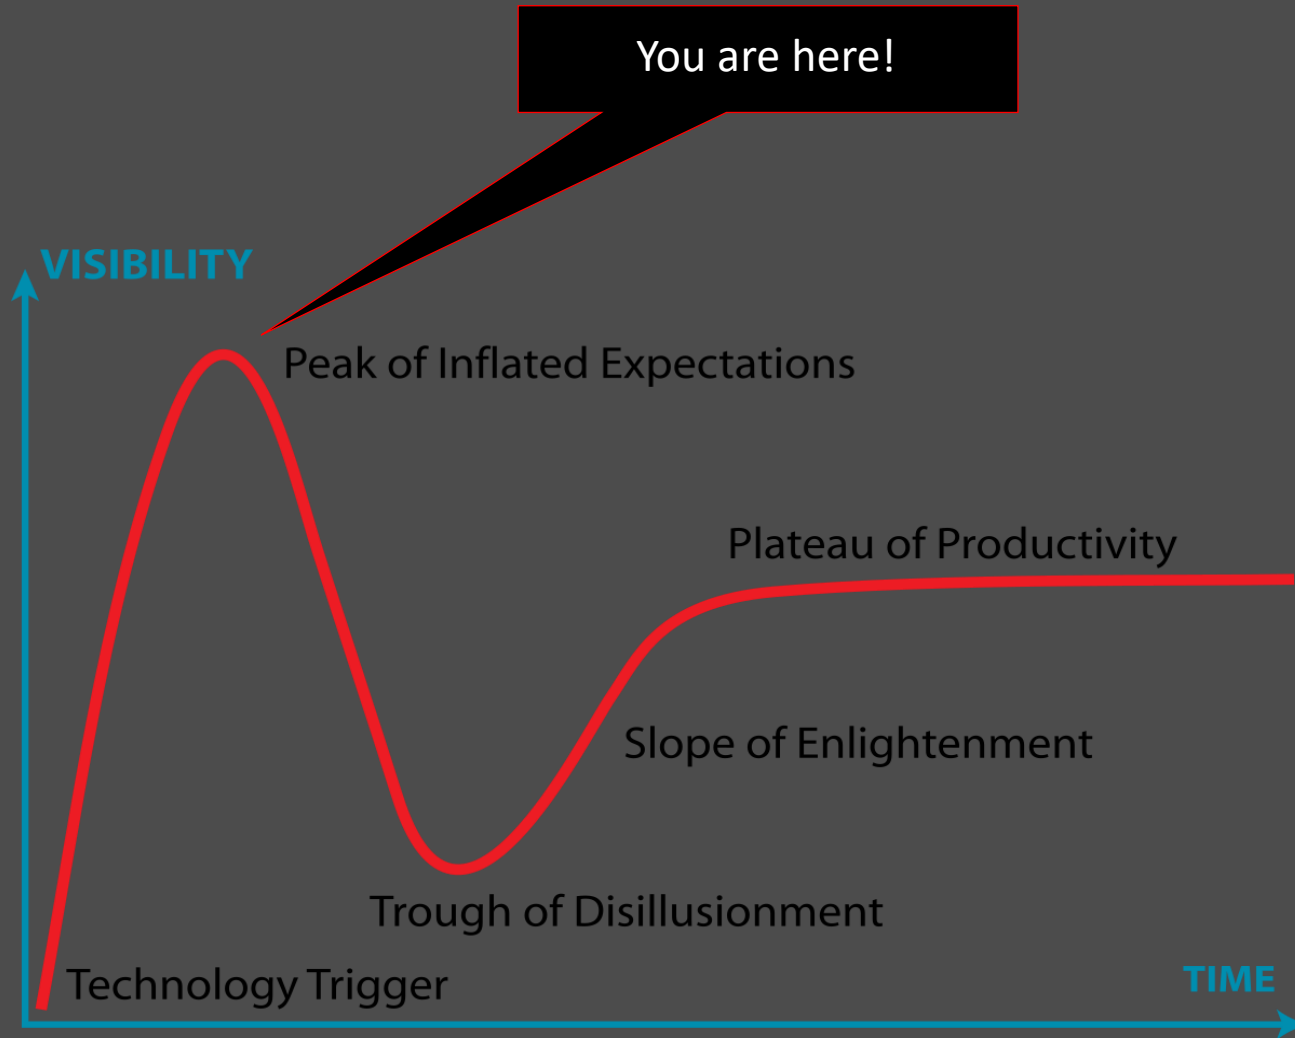 You are here!
VISIBILITY
Peak of Inflated Expectations
Plateau of Productivity
Slope of Enlightenment
Trough of Disillusionment
Technology Trigger
TIME